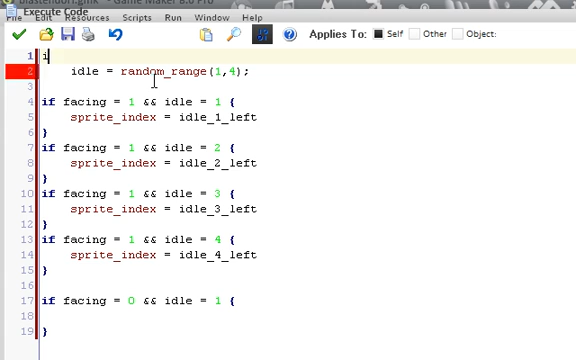 blastendorf.gmk - Game Maker 8.0 Pro
Execute Code
File Edit Resources Scripts Run Window Help
Applies To: Self Other Object:
1 i
2 idle = random_range(1,4);
3
4 if facing = 1 && idle = 1 {
5 sprite_index = idle_1_left
6 }
7 if facing = 1 && idle = 2 {
8 sprite_index = idle_2_left
9 }
10 if facing = 1 && idle = 3 {
11 sprite_index = idle_3_left
12 }
13 if facing = 1 && idle = 4 {
14 sprite_index = idle_4_left
15 }
16
17 if facing = 0 && idle = 1 {
18
19 }